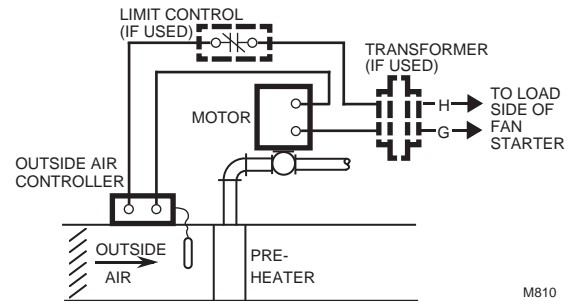 LIMIT CONTROL
(IF USED)
TRANSFORMER
(IF USED)
MOTOR
H
G
TO LOAD
SIDE OF
FAN
STARTER
OUTSIDE AIR
CONTROLLER
OUTSIDE
AIR
PRE-
HEATER
M810